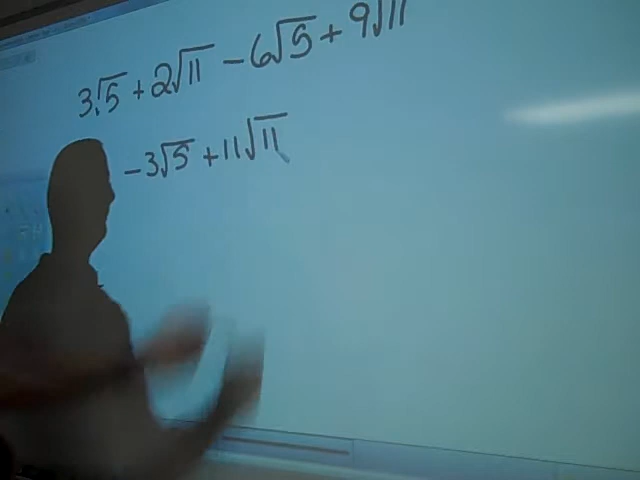 3√5 + 2√11 - 6√5 + 9√11
-3√5 + 11√11